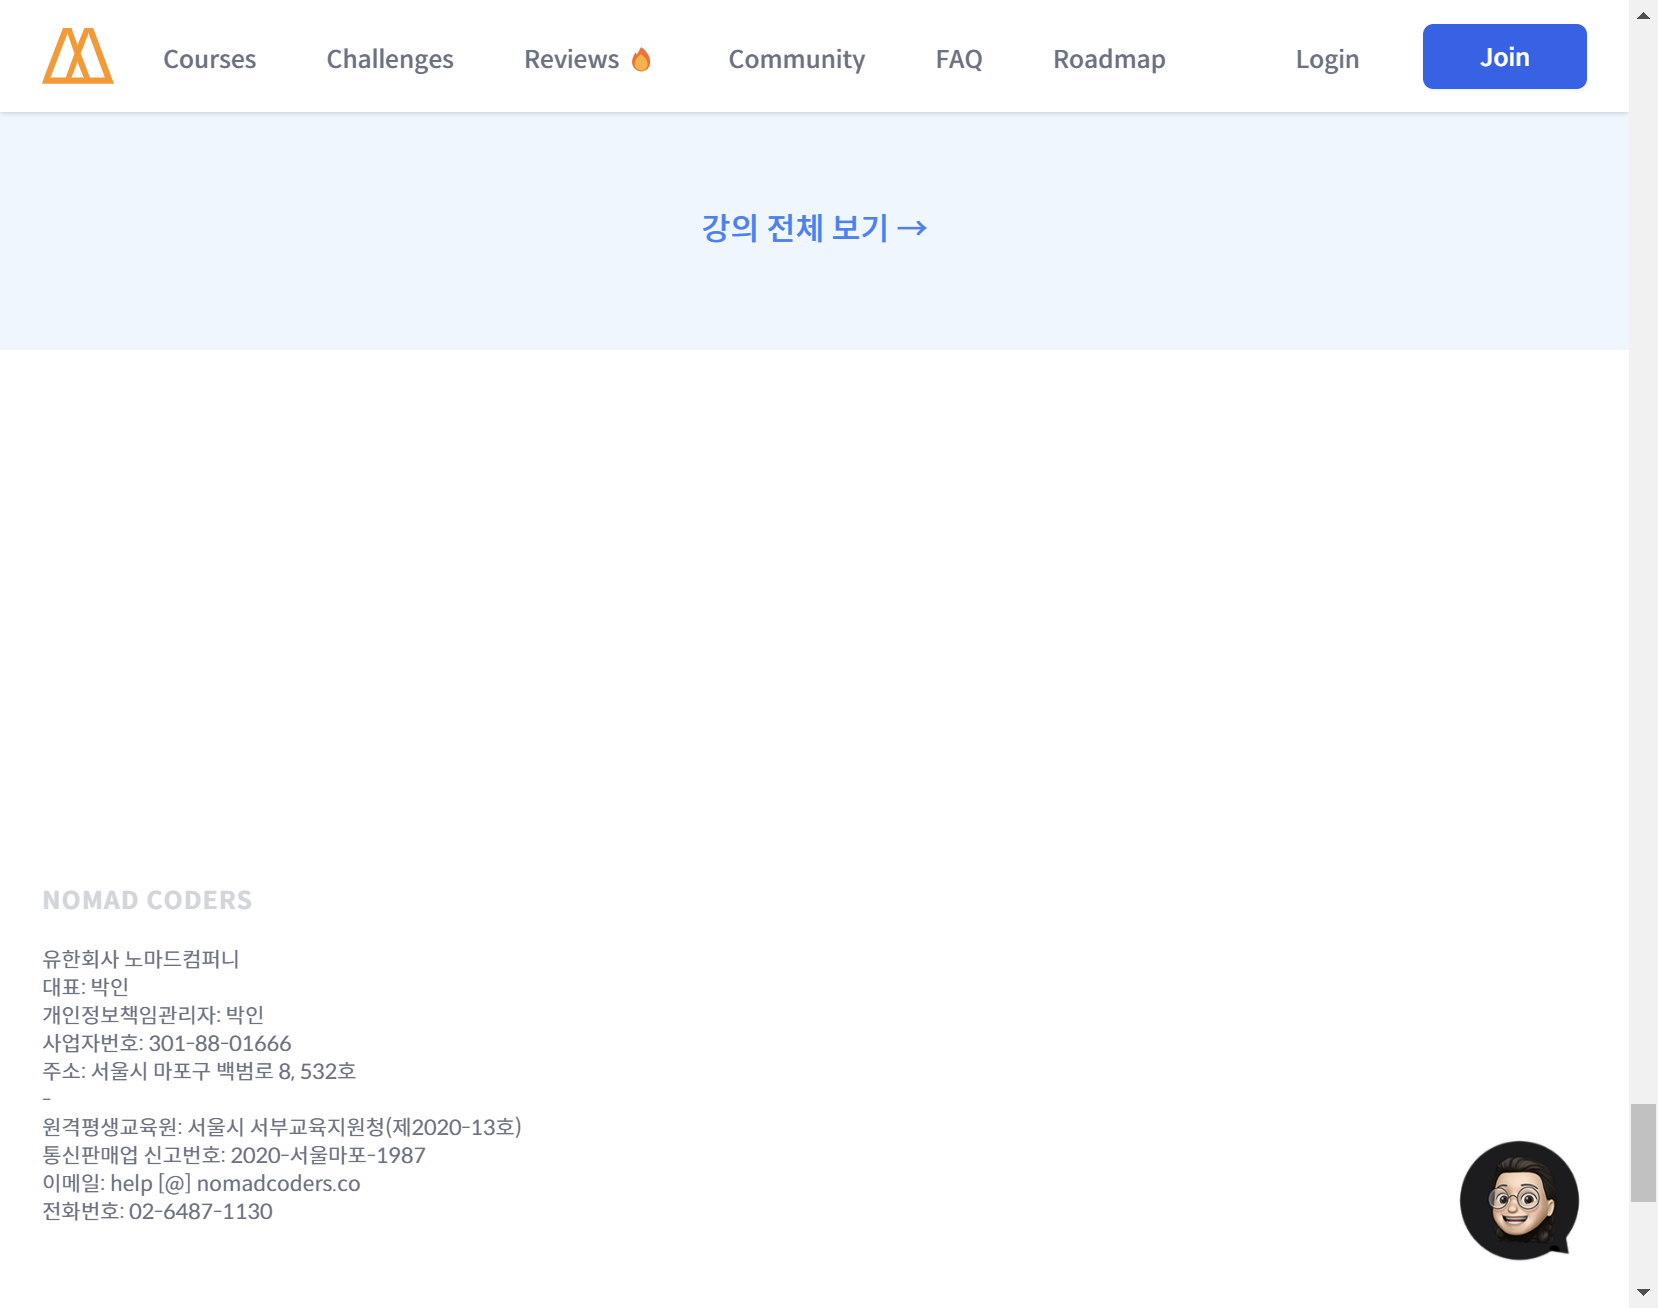 Courses Challenges Reviews 🔥 Community FAQ Roadmap Login Join
강의 전체 보기 →
NOMAD CODERS
유한회사 노마드컴퍼니
대표: 박인
개인정보책임관리자: 박인
사업자번호: 301-88-01666
주소: 서울시 마포구 백범로 8, 532호
-
원격평생교육원: 서울시 서부교육지원청(제2020-13호)
통신판매업 신고번호: 2020-서울마포-1987
이메일: help [@] nomadcoders.co
전화번호: 02-6487-1130